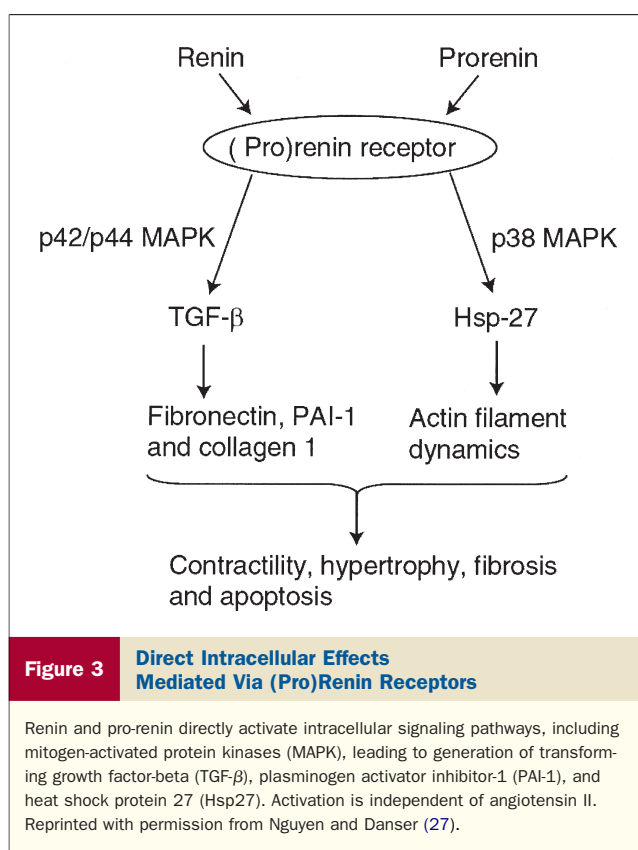 Renin Prorenin
( Pro)renin receptor
p42/p44 MAPK p38 MAPK
TGF-β Hsp-27
Fibronectin, PAI-1 Actin filament
and collagen 1 dynamics
Contractility, hypertrophy, fibrosis
and apoptosis
Figure 3
Direct Intracellular Effects
Mediated Via (Pro)Renin Receptors
Renin and pro-renin directly activate intracellular signaling pathways, including
mitogen-activated protein kinases (MAPK), leading to generation of transform-
ing growth factor-beta (TGF-β), plasminogen activator inhibitor-1 (PAI-1), and
heat shock protein 27 (Hsp27). Activation is independent of angiotensin II.
Reprinted with permission from Nguyen and Danser (27).